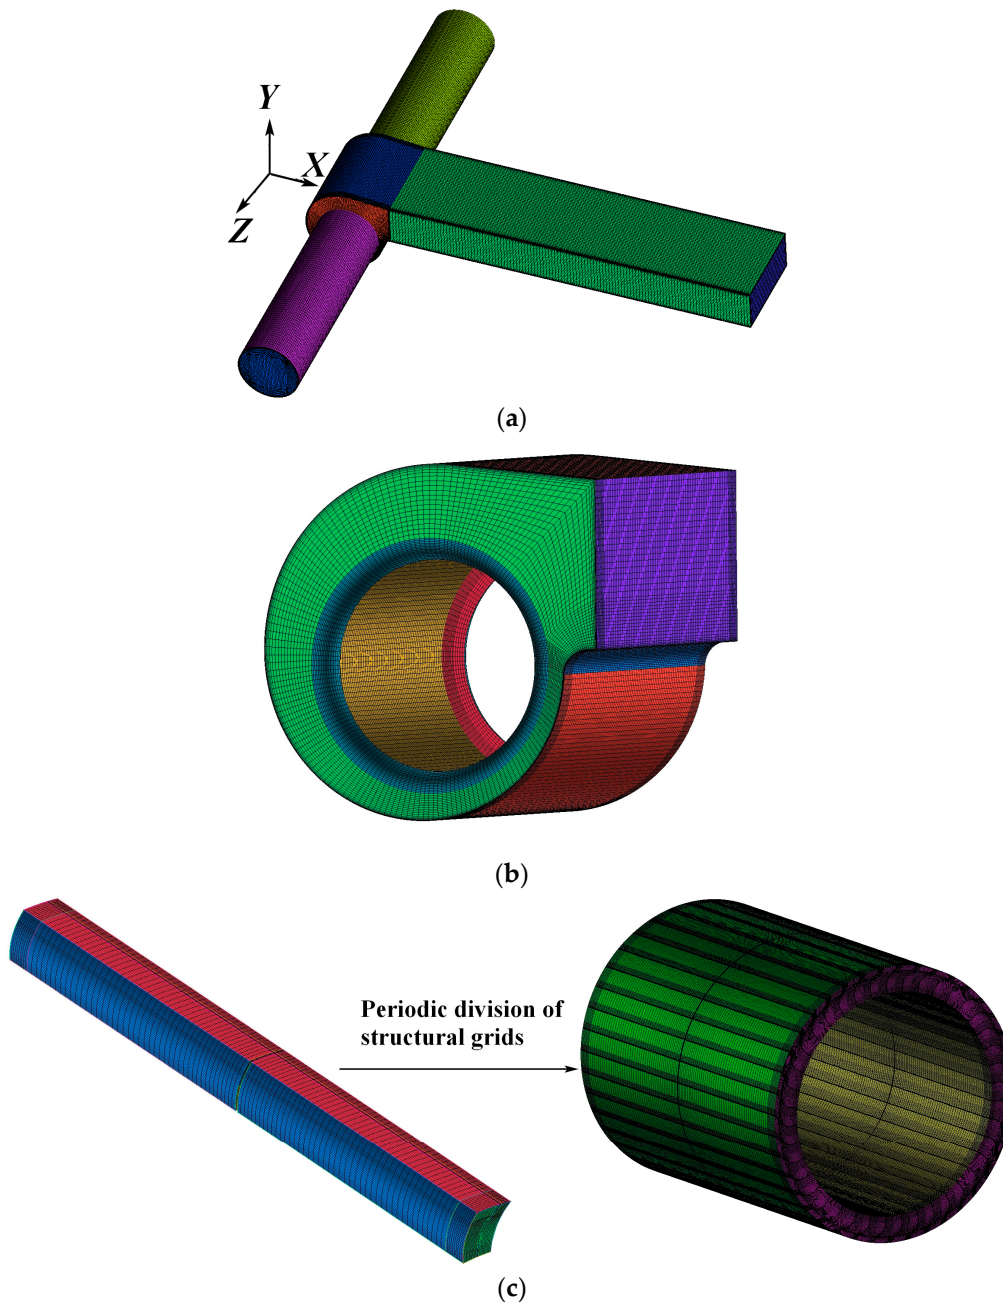 Y
X
Z
(a)
(b)
Periodic division of
structural grids
(c)